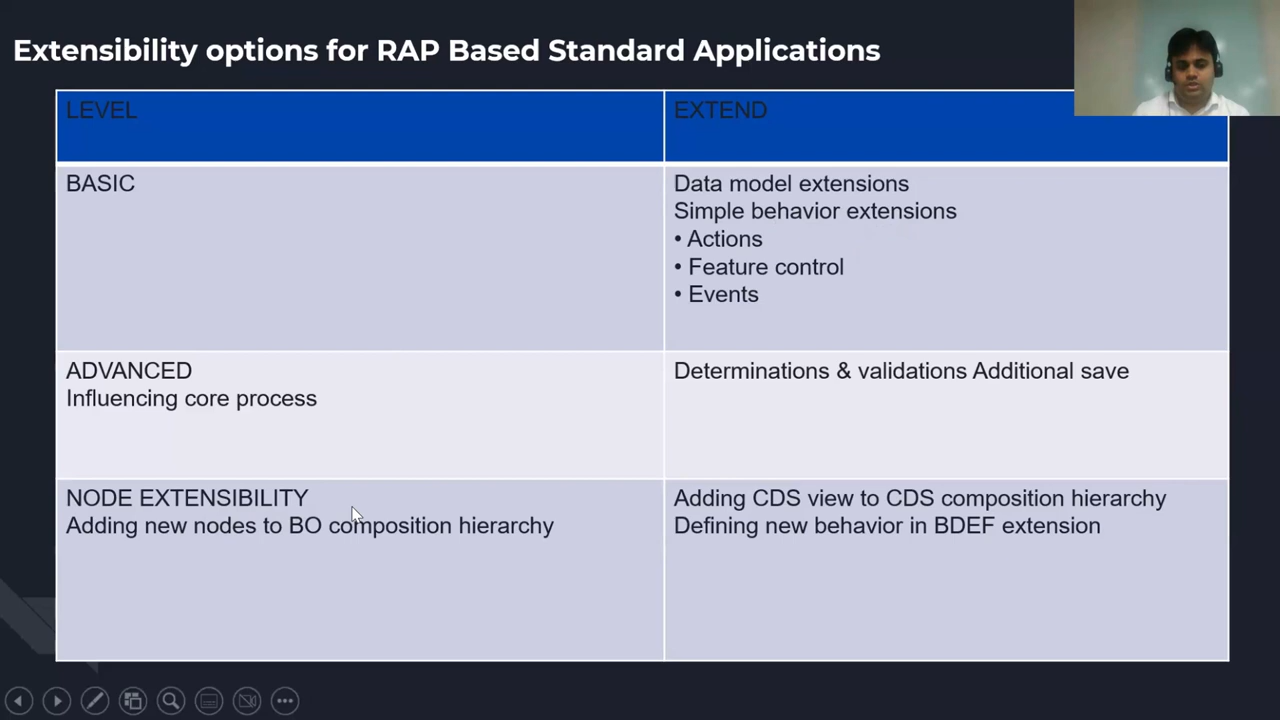 Extensibility options for RAP Based Standard Applications
LEVEL
EXTEND
BASIC
Data model extensions
Simple behavior extensions
• Actions
• Feature control
• Events
ADVANCED
Influencing core process
Determinations & validations Additional save
NODE EXTENSIBILITY
Adding new nodes to BO composition hierarchy
Adding CDS view to CDS composition hierarchy
Defining new behavior in BDEF extension